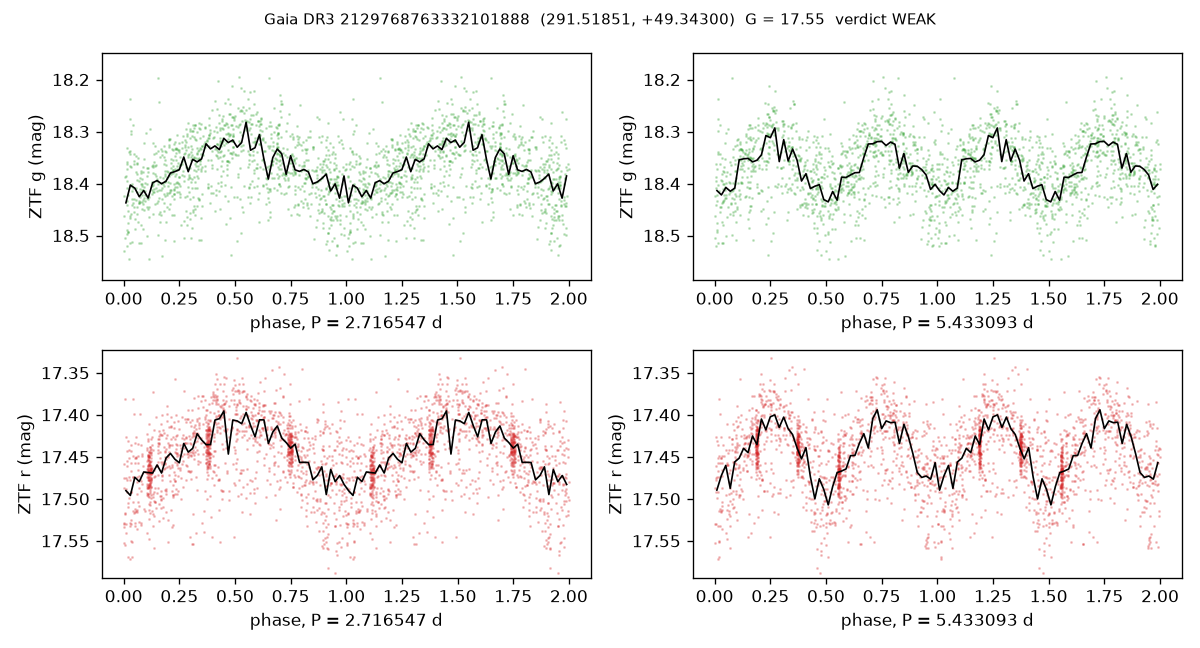 Gaia DR3 2129768763332101888  (291.51851, +49.34300)  G = 17.55  verdict WEAK
ZTF g (mag)
18.2
18.3
18.4
18.5
0.00 0.25 0.50 0.75 1.00 1.25 1.50 1.75 2.00
phase, P = 2.716547 d
ZTF g (mag)
18.2
18.3
18.4
18.5
0.00 0.25 0.50 0.75 1.00 1.25 1.50 1.75 2.00
phase, P = 5.433093 d
ZTF r (mag)
17.35
17.40
17.45
17.50
17.55
0.00 0.25 0.50 0.75 1.00 1.25 1.50 1.75 2.00
phase, P = 2.716547 d
ZTF r (mag)
17.35
17.40
17.45
17.50
17.55
0.00 0.25 0.50 0.75 1.00 1.25 1.50 1.75 2.00
phase, P = 5.433093 d